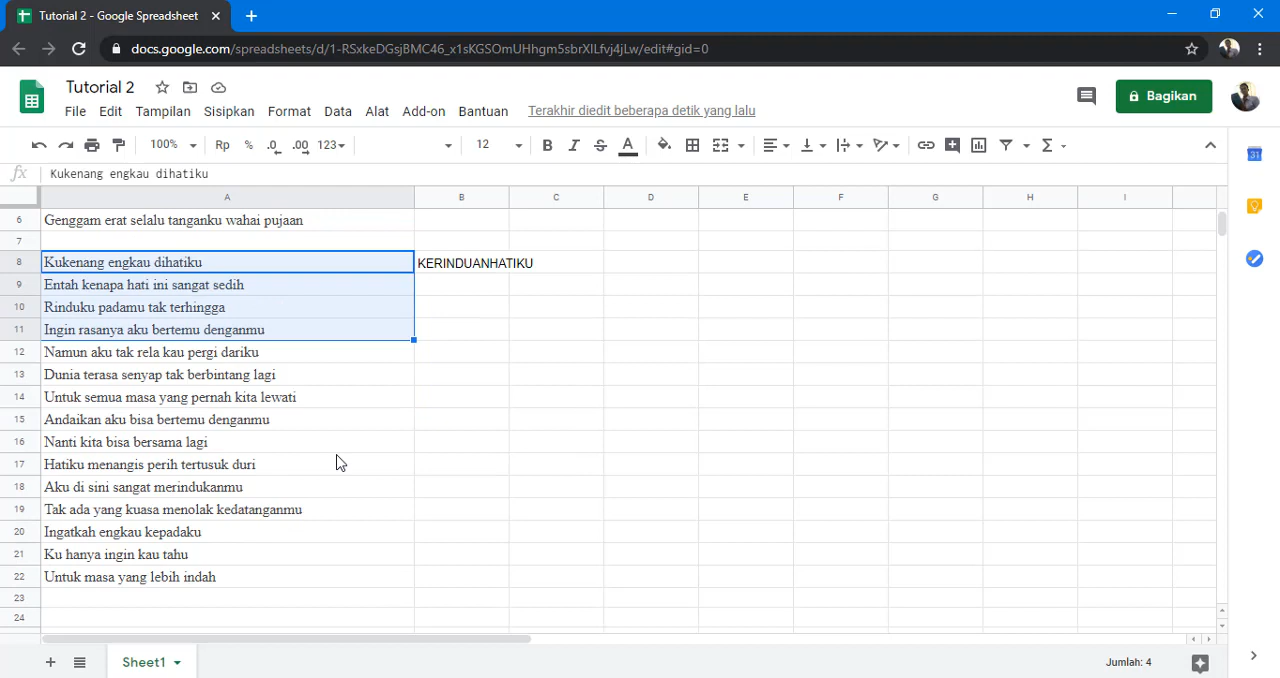 Tutorial 2 - Google Spreadsheet
docs.google.com/spreadsheets/d/1-RSxkeDGsjBMC46_x1sKGSOmUHhgm5sbrXILfvj4jLw/edit#gid=0
Tutorial 2
File Edit Tampilan Sisipkan Format Data Alat Add-on Bantuan Terakhir diedit beberapa detik yang lalu
Bagikan
100% Rp % .0 .00 123 12 B I S A
fx Kukenang engkau dihatiku
A B C D E F G H I
6 Genggam erat selalu tanganku wahai pujaan
7
8 Kukenang engkau dihatiku KERINDUANHATIKU
9 Entah kenapa hati ini sangat sedih
10 Rinduku padamu tak terhingga
11 Ingin rasanya aku bertemu denganmu
12 Namun aku tak rela kau pergi dariku
13 Dunia terasa senyap tak berbintang lagi
14 Untuk semua masa yang pernah kita lewati
15 Andaikan aku bisa bertemu denganmu
16 Nanti kita bisa bersama lagi
17 Hatiku menangis perih tertusuk duri
18 Aku di sini sangat merindukanmu
19 Tak ada yang kuasa menolak kedatanganmu
20 Ingatkah engkau kepadaku
21 Ku hanya ingin kau tahu
22 Untuk masa yang lebih indah
23
24
Sheet1
Jumlah: 4
31